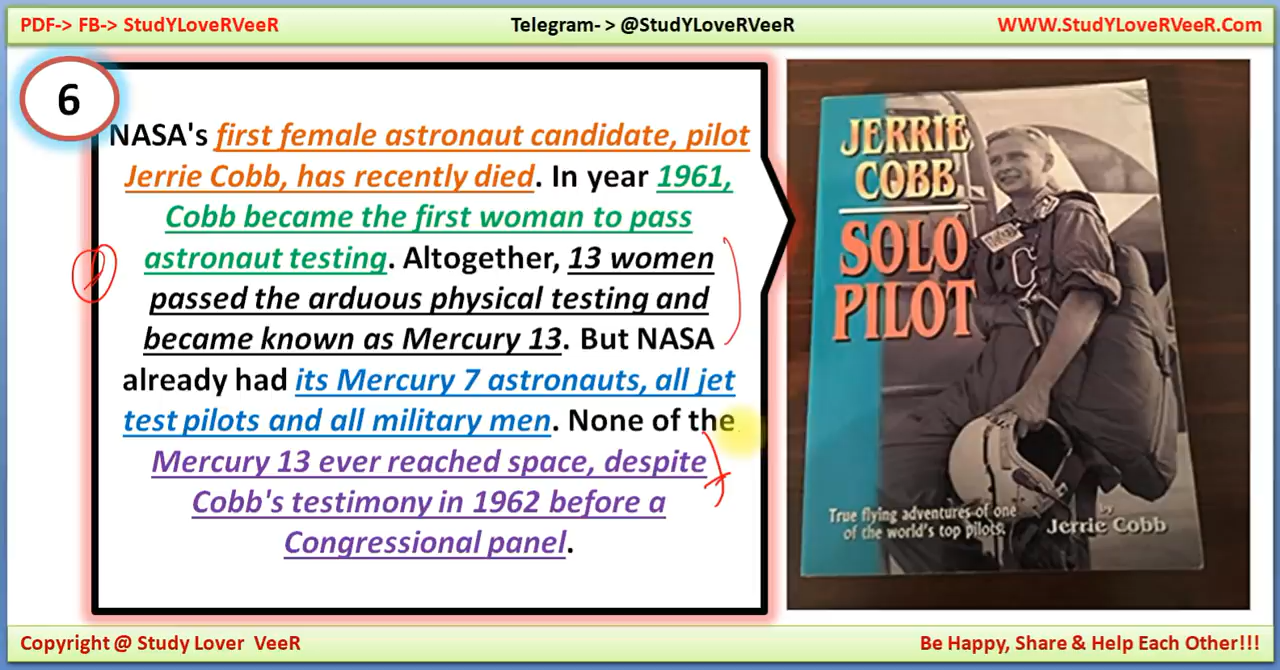 PDF-> FB-> StudYLoveRVeeR
Telegram- > @StudYLoveRVeeR
WWW.StudYLoveRVeeR.Com
6
NASA's first female astronaut candidate, pilot
Jerrie Cobb, has recently died. In year 1961,
Cobb became the first woman to pass
astronaut testing. Altogether, 13 women
passed the arduous physical testing and
became known as Mercury 13. But NASA
already had its Mercury 7 astronauts, all jet
test pilots and all military men. None of the
Mercury 13 ever reached space, despite
Cobb's testimony in 1962 before a
Congressional panel.
JERRIE
COBB
SOLO
PILOT
True flying adventures of one
of the world's top pilots.
by
Jerrie Cobb
Copyright @ Study Lover VeeR
Be Happy, Share & Help Each Other!!!